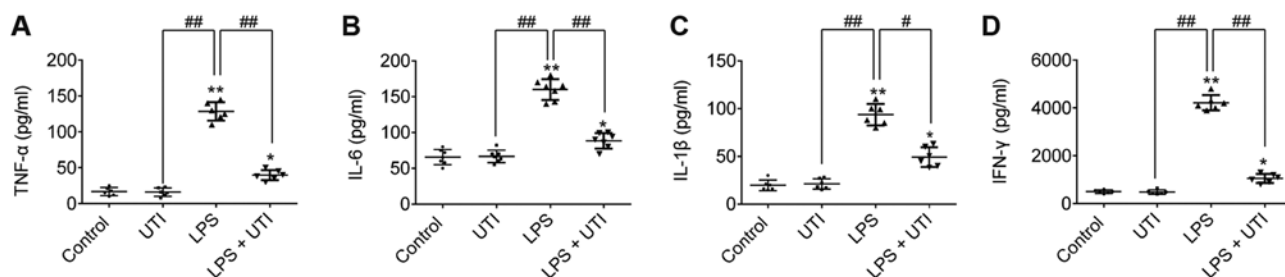 A
## ##
TNF-α (pg/ml)
200
150
100
50
0
**
*
Control
UTI
LPS
LPS + UTI
B
## ##
IL-6 (pg/ml)
200
150
100
50
0
**
*
Control
UTI
LPS
LPS + UTI
C
## #
IL-1β (pg/ml)
150
100
50
0
**
*
Control
UTI
LPS
LPS + UTI
D
## ##
IFN-γ (pg/ml)
6000
4000
2000
1000
0
**
*
Control
UTI
LPS
LPS + UTI